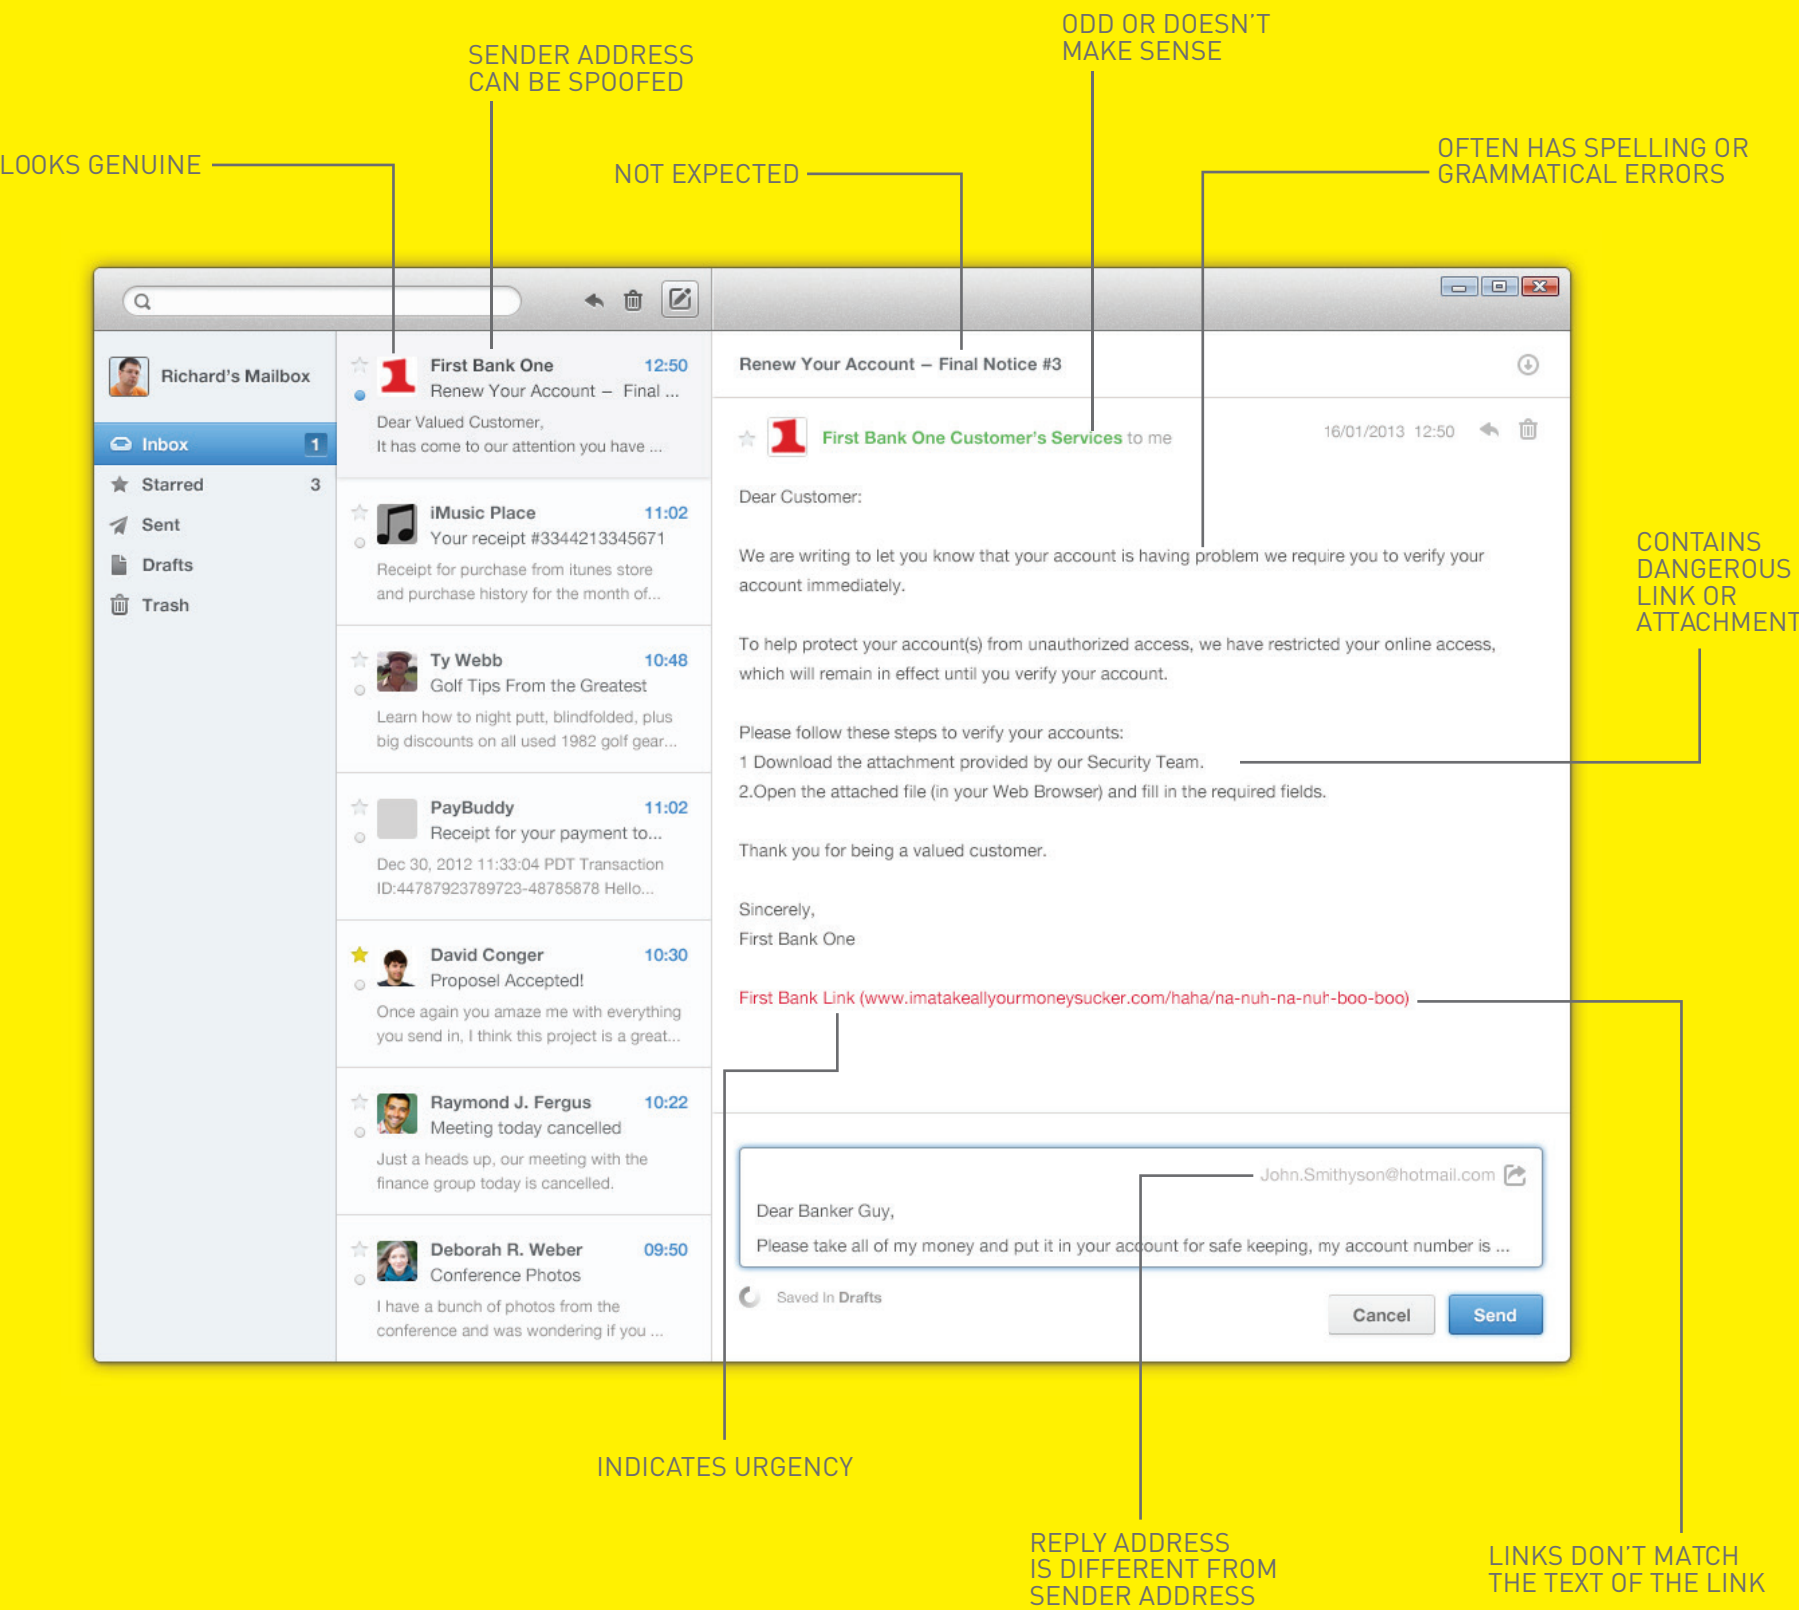 ODD OR DOESN'T
MAKE SENSE
SENDER ADDRESS
CAN BE SPOOFED
LOOKS GENUINE
NOT EXPECTED
OFTEN HAS SPELLING OR
GRAMMATICAL ERRORS
Richard's Mailbox
Inbox 1
Starred 3
Sent
Drafts
Trash
1
First Bank One 12:50
Renew Your Account – Final ...
Dear Valued Customer,
It has come to our attention you have ...
iMusic Place 11:02
Your receipt #3344213345671
Receipt for purchase from itunes store
and purchase history for the month of...
Ty Webb 10:48
Golf Tips From the Greatest
Learn how to night putt, blindfolded, plus
big discounts on all used 1982 golf gear...
PayBuddy 11:02
Receipt for your payment to...
Dec 30, 2012 11:33:04 PDT Transaction
ID:44787923789723-48785878 Hello...
David Conger 10:30
Proposel Accepted!
Once again you amaze me with everything
you send in, I think this project is a great...
Raymond J. Fergus 10:22
Meeting today cancelled
Just a heads up, our meeting with the
finance group today is cancelled.
Deborah R. Weber 09:50
Conference Photos
I have a bunch of photos from the
conference and was wondering if you ...
Renew Your Account – Final Notice #3
1
First Bank One Customer's Services to me 16/01/2013 12:50
Dear Customer:
We are writing to let you know that your account is having problem we require you to verify your
account immediately.
To help protect your account(s) from unauthorized access, we have restricted your online access,
which will remain in effect until you verify your account.
Please follow these steps to verify your accounts:
1 Download the attachment provided by our Security Team.
2.Open the attached file (in your Web Browser) and fill in the required fields.
Thank you for being a valued customer.
Sincerely,
First Bank One
First Bank Link (www.imatakeallyourmoneysucker.com/haha/na-nuh-na-nuh-boo-boo)
John.Smithyson@hotmail.com
Dear Banker Guy,
Please take all of my money and put it in your account for safe keeping, my account number is ...
Saved In Drafts
Cancel Send
CONTAINS
DANGEROUS
LINK OR
ATTACHMENT
INDICATES URGENCY
REPLY ADDRESS
IS DIFFERENT FROM
SENDER ADDRESS
LINKS DON'T MATCH
THE TEXT OF THE LINK